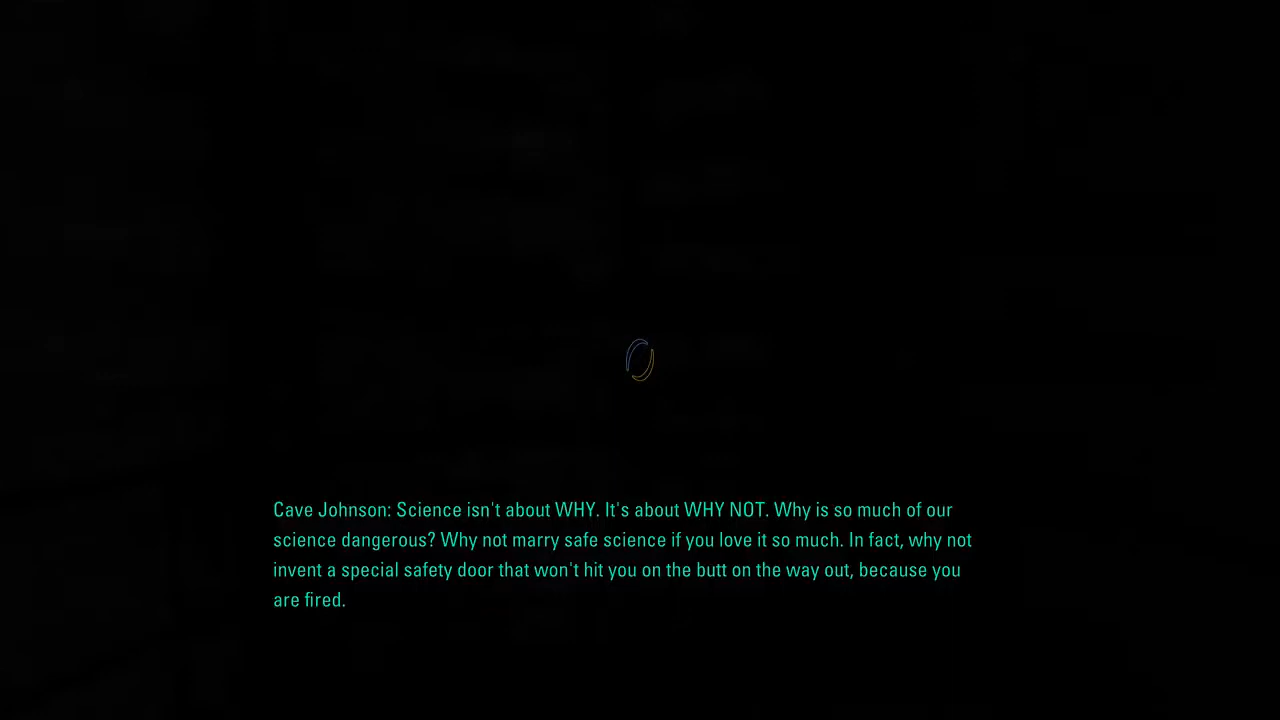 Cave Johnson: Science isn't about WHY. It's about WHY NOT. Why is so much of our
science dangerous? Why not marry safe science if you love it so much. In fact, why not
invent a special safety door that won't hit you on the butt on the way out, because you
are fired.